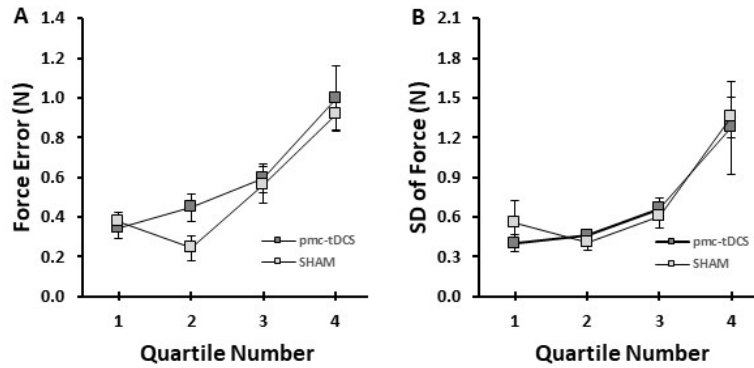 A
Force Error (N)
1.4
1.2
1.0
0.8
0.6
0.4
0.2
0.0
pmc-tDCS
SHAM
1 2 3 4
Quartile Number
B
SD of Force (N)
2.1
1.8
1.5
1.2
0.9
0.6
0.3
0.0
pmc-tDCS
SHAM
1 2 3 4
Quartile Number